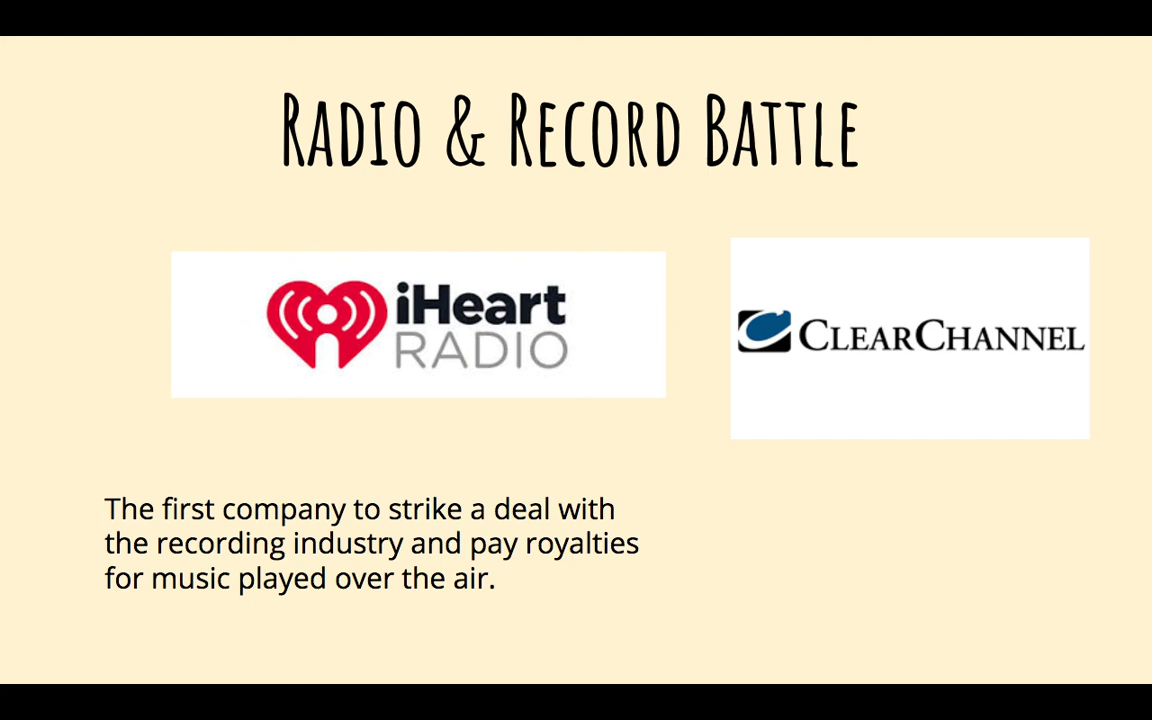 Radio & Record Battle
iHeart
RADIO
ClearChannel
The first company to strike a deal with
the recording industry and pay royalties
for music played over the air.